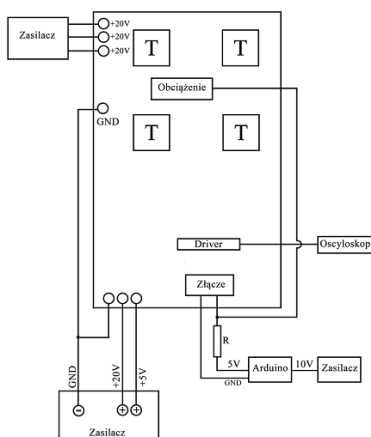 Zasilacz
+20V
+20V
+20V
T
T
Obciążenie
GND
T
T
Driver
Oscyloskop
Złącze
R
GND
+20V
+5V
5V
GND
Arduino
10V
Zasilacz
Zasilacz